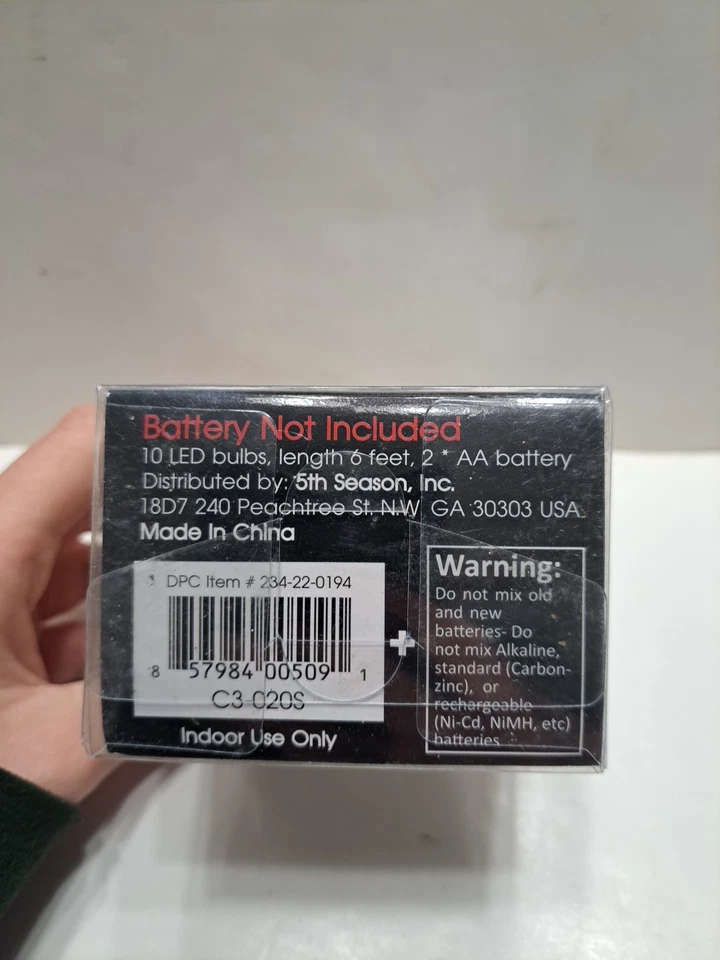 Battery Not Included
10 LED bulbs, length 6 feet, 2 * AA battery
Distributed by: 5th Season, Inc.
18D7 240 Peachtree St. N.W, GA 30303 USA.
Made In China
DPC Item # 234-22-0194
8 57984 00509 1
C3-020S
Indoor Use Only
Warning:
Do not mix old
and new
batteries- Do
not mix Alkaline,
standard (Carbon-
zinc), or
rechargeable
(Ni-Cd, NiMH, etc)
batteries